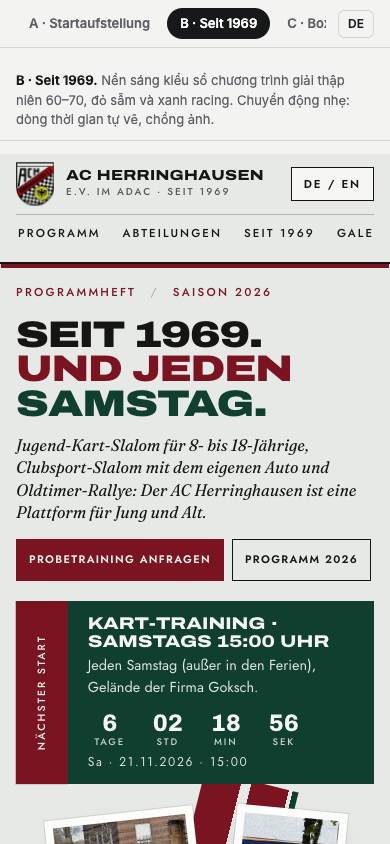 A · Startaufstellung
B · Seit 1969
C · Bo
DE
B · Seit 1969. Nền sáng kiểu sổ chương trình giải thập
niên 60–70, đỏ sẫm và xanh racing. Chuyển động nhẹ:
dòng thời gian tự vẽ, chồng ảnh.
ACH
AC HERRINGHAUSEN
E.V. IM ADAC · SEIT 1969
DE / EN
PROGRAMM
ABTEILUNGEN
SEIT 1969
GALE
PROGRAMMHEFT / SAISON 2026
SEIT 1969.
UND JEDEN
SAMSTAG.
Jugend-Kart-Slalom für 8- bis 18-Jährige,
Clubsport-Slalom mit dem eigenen Auto und
Oldtimer-Rallye: Der AC Herringhausen ist eine
Plattform für Jung und Alt.
PROBETRAINING ANFRAGEN
PROGRAMM 2026
NÄCHSTER START
KART-TRAINING ·
SAMSTAGS 15:00 UHR
Jeden Samstag (außer in den Ferien),
Gelände der Firma Goksch.
6 02 18 56
TAGE STD MIN SEK
Sa · 21.11.2026 · 15:00